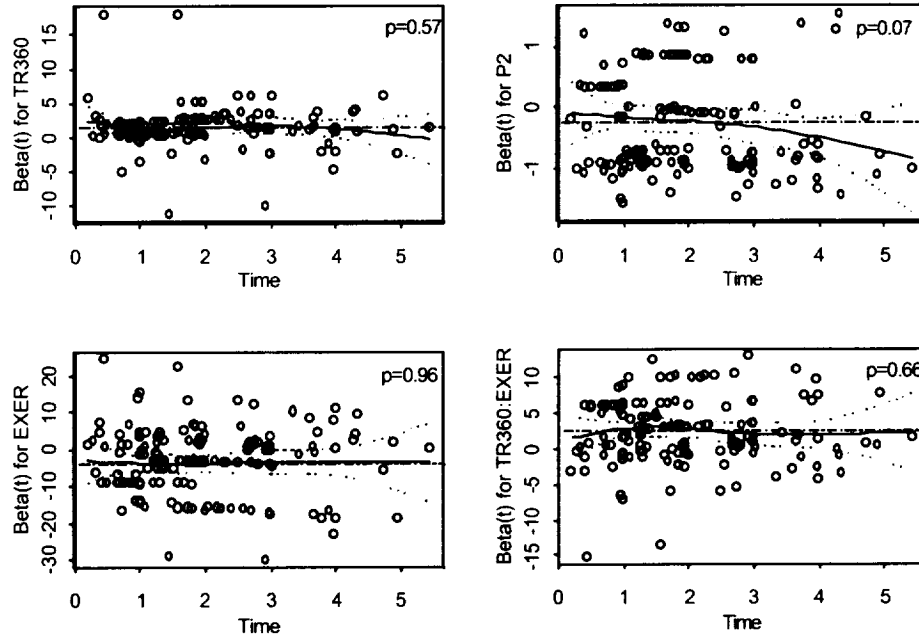 p=0.57
Beta(t) for TR360
15
10
5
0
-5
-10
0 1 2 3 4 5
Time
p=0.07
Beta(t) for P2
1
0
-1
0 1 2 3 4 5
Time
p=0.96
Beta(t) for EXER
20
10
0
-10
-20
-30
0 1 2 3 4 5
Time
p=0.66
Beta(t) for TR360:EXER
10
5
0
-5
-10
-15
0 1 2 3 4 5
Time